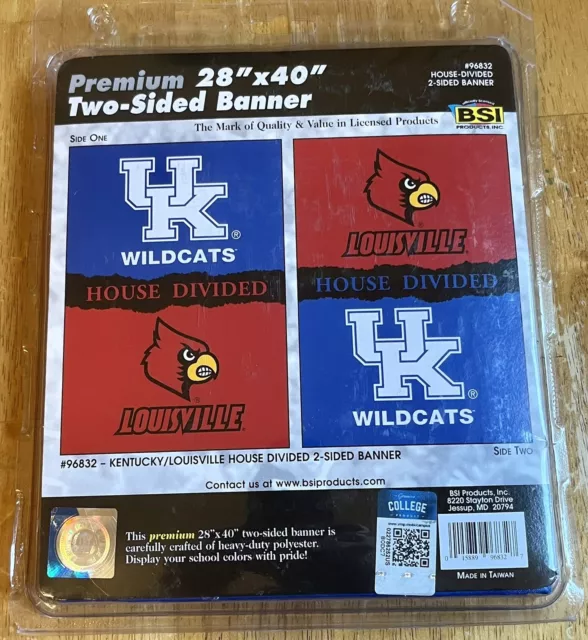 Premium 28"x40"
Two-Sided Banner
#96832
HOUSE-DIVIDED
2-SIDED BANNER
The Mark of Quality & Value in Licensed Products
BSI
PRODUCTS, INC.
SIDE ONE
UK
®
WILDCATS
HOUSE DIVIDED
LOUISVILLE
LOUISVILLE
HOUSE DIVIDED
UK
®
WILDCATS
SIDE TWO
#96832 – KENTUCKY/LOUISVILLE HOUSE DIVIDED 2-SIDED BANNER
Contact us at www.bsiproducts.com
This premium 28"x40" two-sided banner is
carefully crafted of heavy-duty polyester.
Display your school colors with pride!
COLLEGE
BSI Products, Inc.
8220 Stayton Drive
Jessup, MD 20794
0 15889 96832 7
MADE IN TAIWAN